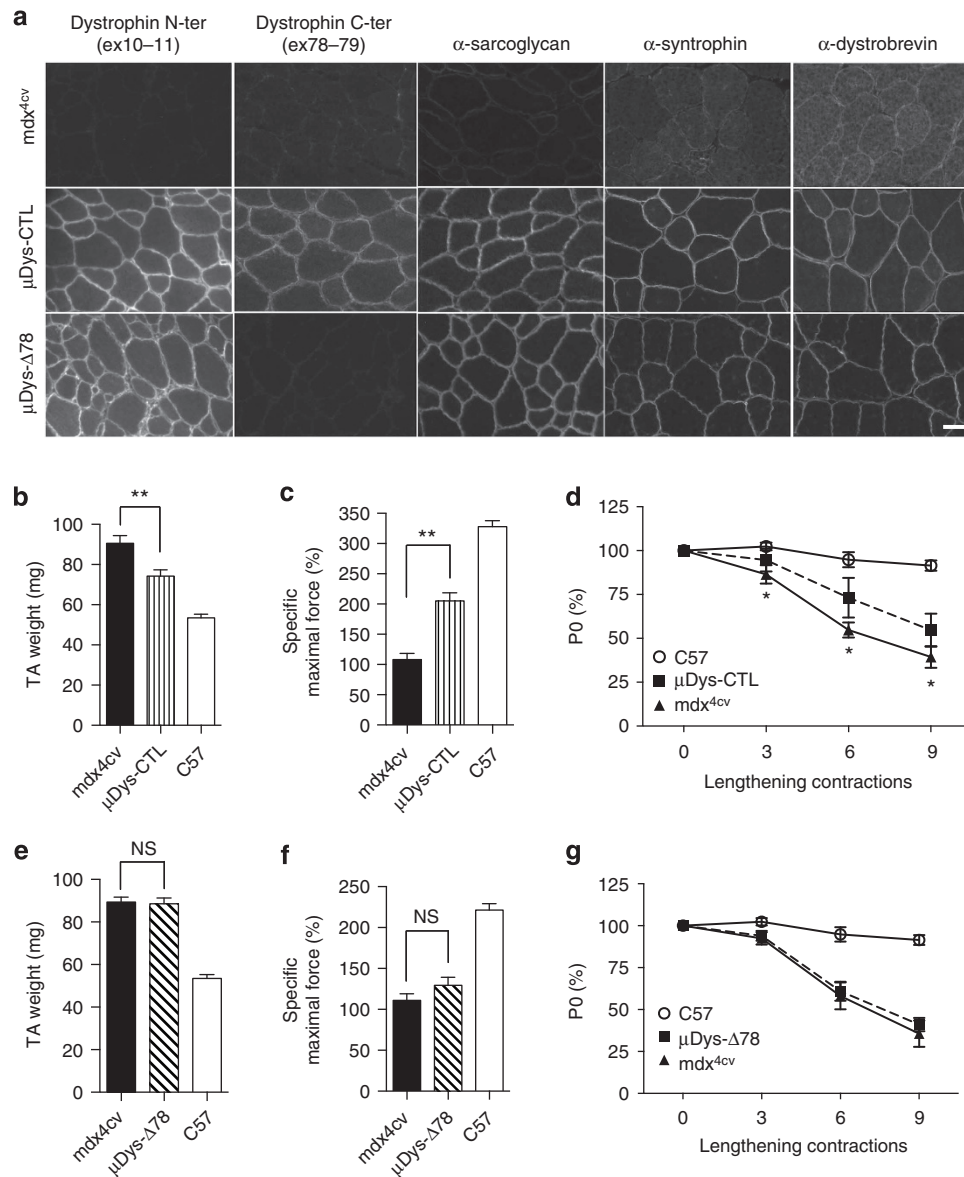 a
Dystrophin N-ter
(ex10–11)
Dystrophin C-ter
(ex78–79)
α-sarcoglycan
α-syntrophin
α-dystrobrevin
mdx4cv
μDys-CTL
μDys-Δ78
b
**
TA weight (mg)
100
80
60
40
20
0
mdx4cv
μDys-CTL
C57
c
**
Specific
maximal force (%)
350
300
250
200
150
100
50
0
mdx4cv
μDys-CTL
C57
d
P0 (%)
125
100
75
50
25
0
*
*
*
C57
μDys-CTL
mdx4cv
0
3
6
9
Lengthening contractions
e
NS
TA weight (mg)
100
80
60
40
20
0
mdx4cv
μDys-Δ78
C57
f
NS
Specific
maximal force (%)
250
200
150
100
50
0
mdx4cv
μDys-Δ78
C57
g
P0 (%)
125
100
75
50
25
0
C57
μDys-Δ78
mdx4cv
0
3
6
9
Lengthening contractions